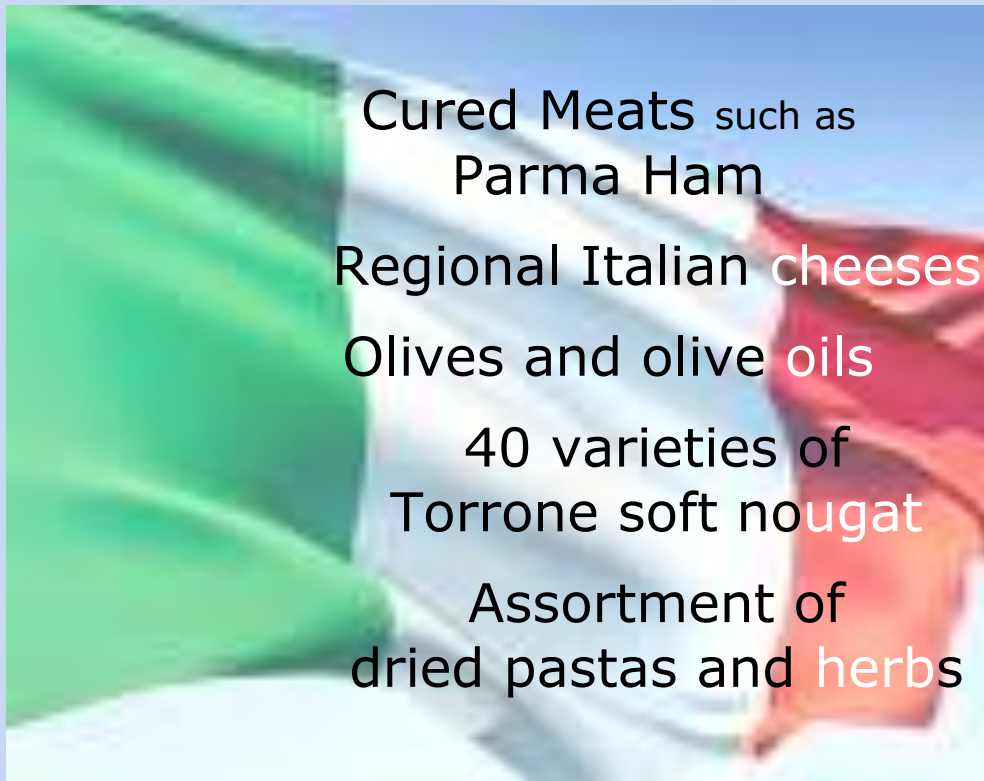 Cured Meats such as
Parma Ham
Regional Italian cheeses
Olives and olive oils
40 varieties of
Torrone soft nougat
Assortment of
dried pastas and herbs